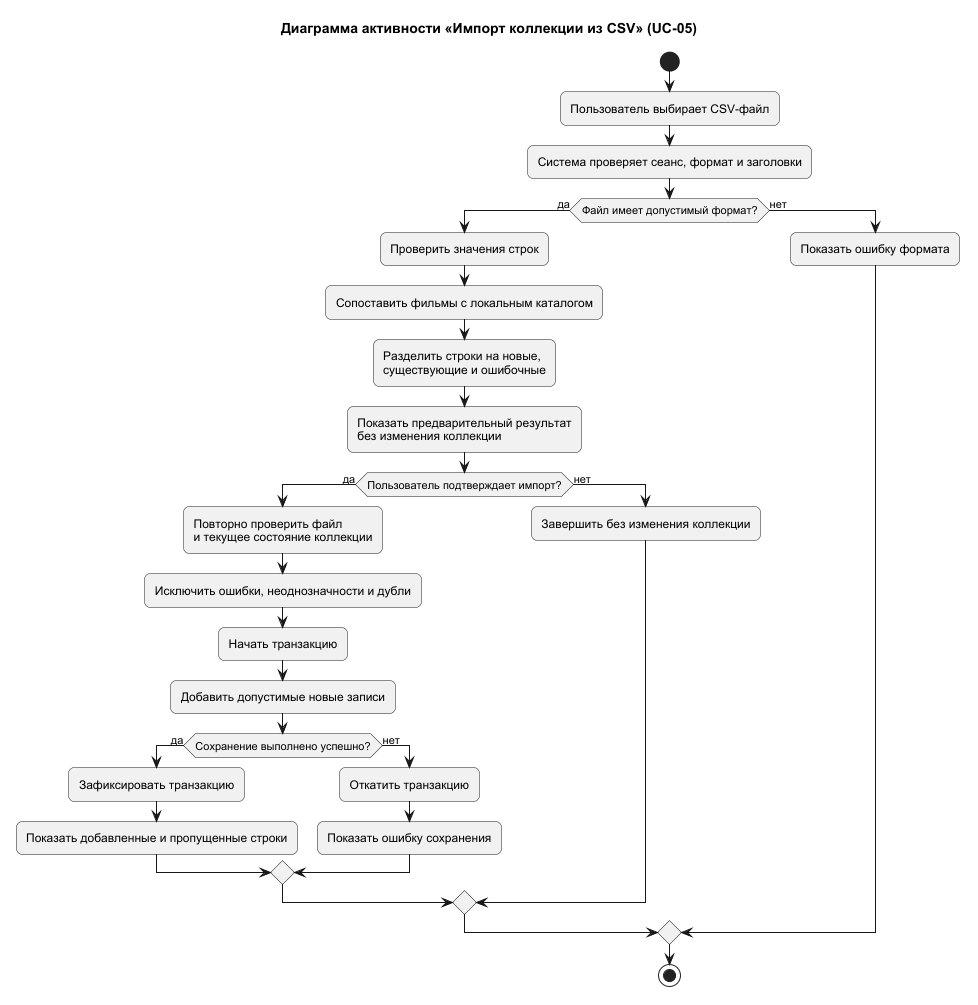 Диаграмма активности «Импорт коллекции из CSV» (UC-05)
Пользователь выбирает CSV-файл
Система проверяет сеанс, формат и заголовки
да
Файл имеет допустимый формат?
нет
Проверить значения строк
Показать ошибку формата
Сопоставить фильмы с локальным каталогом
Разделить строки на новые,
существующие и ошибочные
Показать предварительный результат
без изменения коллекции
да
Пользователь подтверждает импорт?
нет
Повторно проверить файл
и текущее состояние коллекции
Завершить без изменения коллекции
Исключить ошибки, неоднозначности и дубли
Начать транзакцию
Добавить допустимые новые записи
да
Сохранение выполнено успешно?
нет
Зафиксировать транзакцию
Откатить транзакцию
Показать добавленные и пропущенные строки
Показать ошибку сохранения